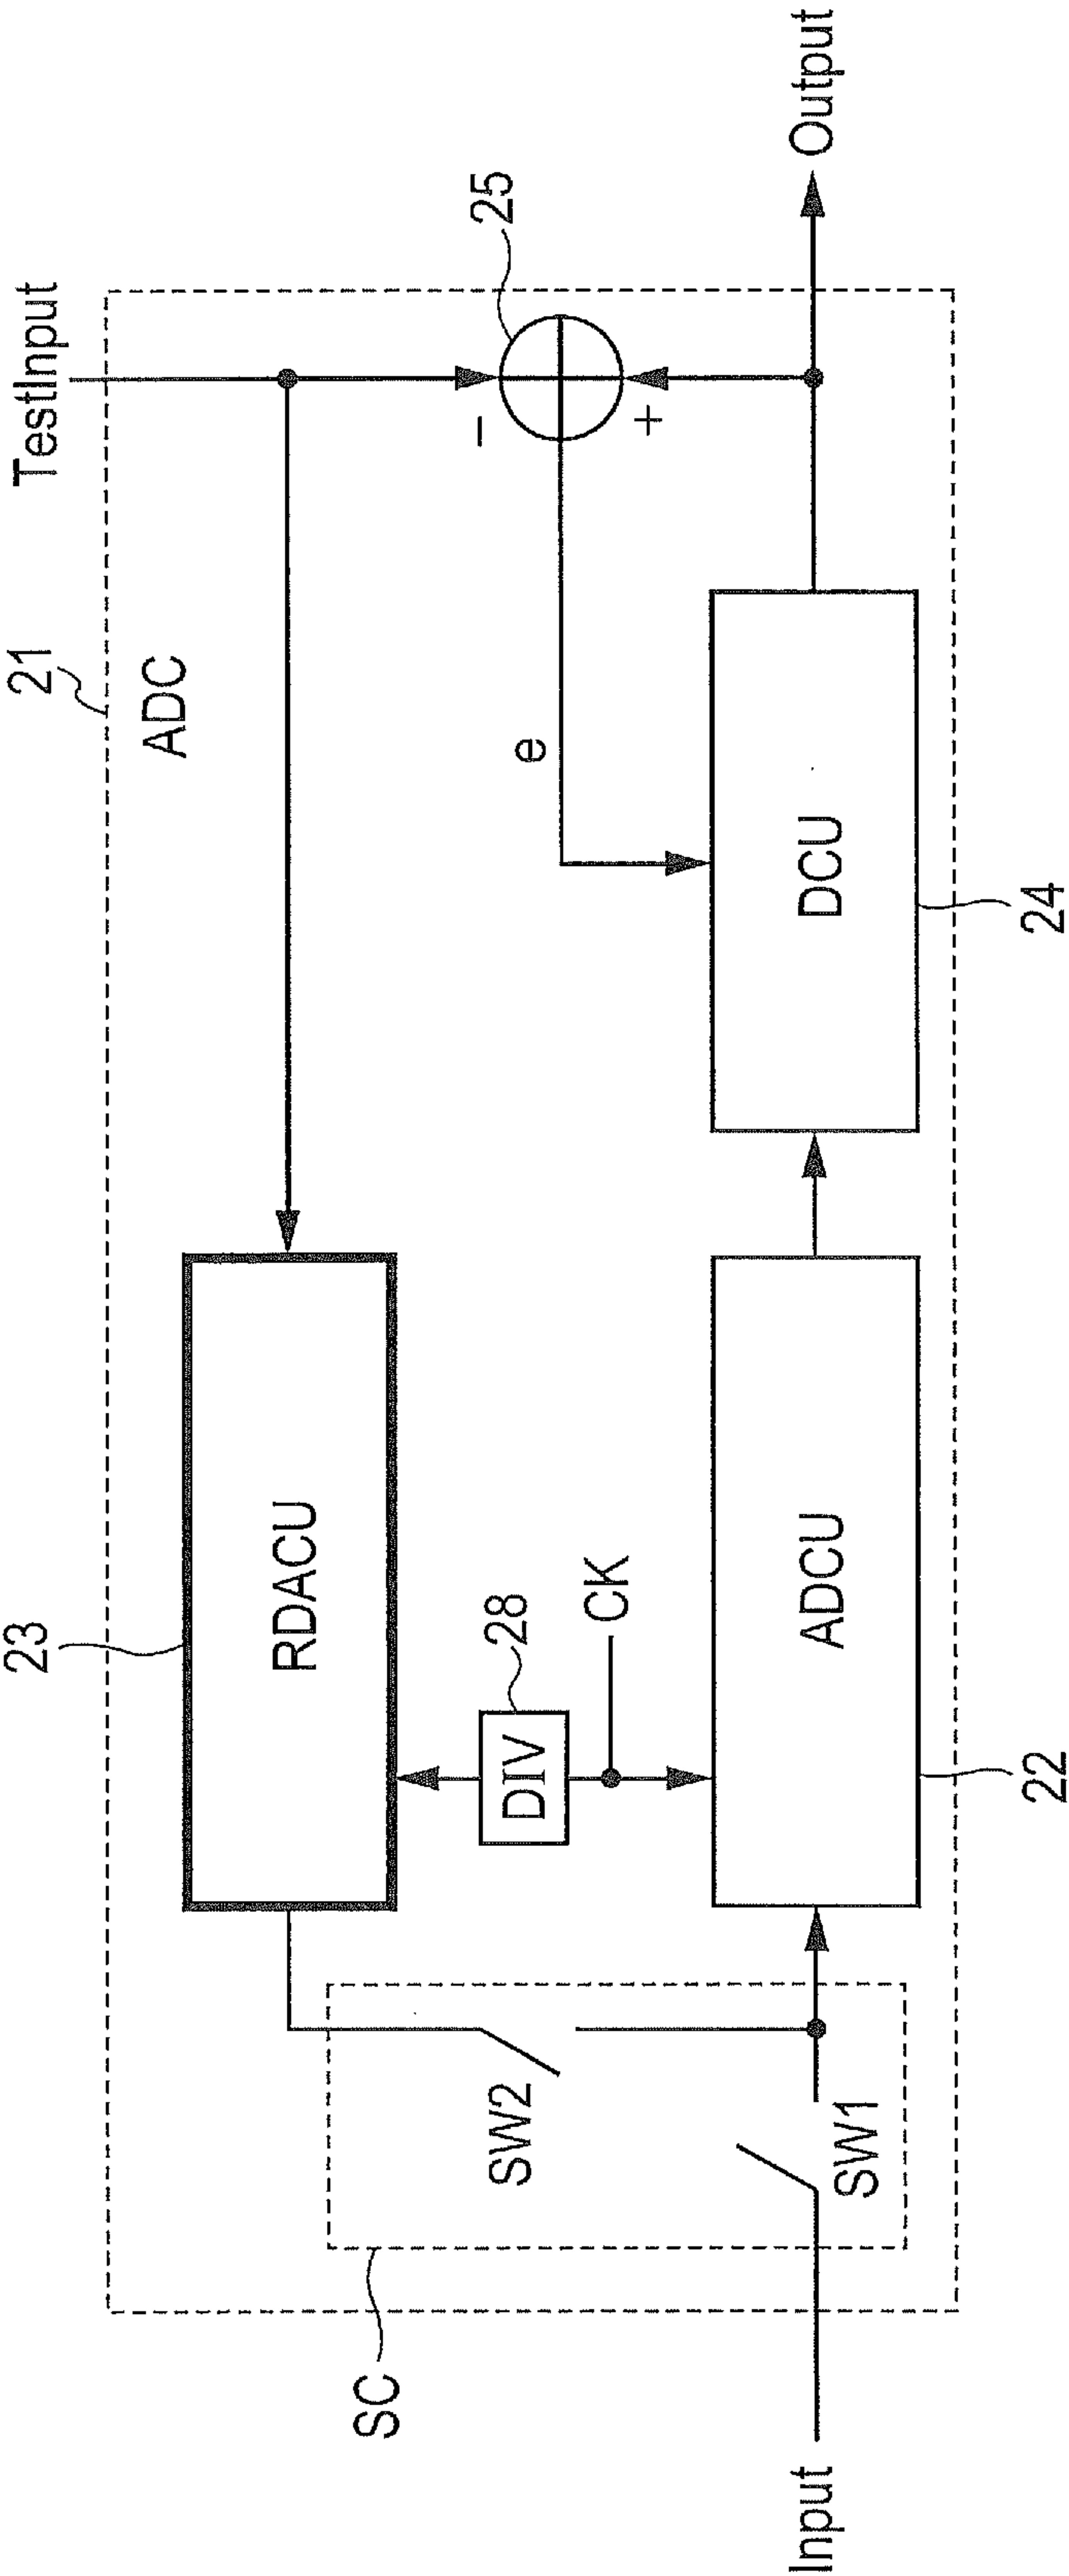 TestInput
21
ADC
23
RDACU
25
-
+
e
28
DIV
CK
SC
SW2
SW1
Input
ADCU
22
DCU
24
Output